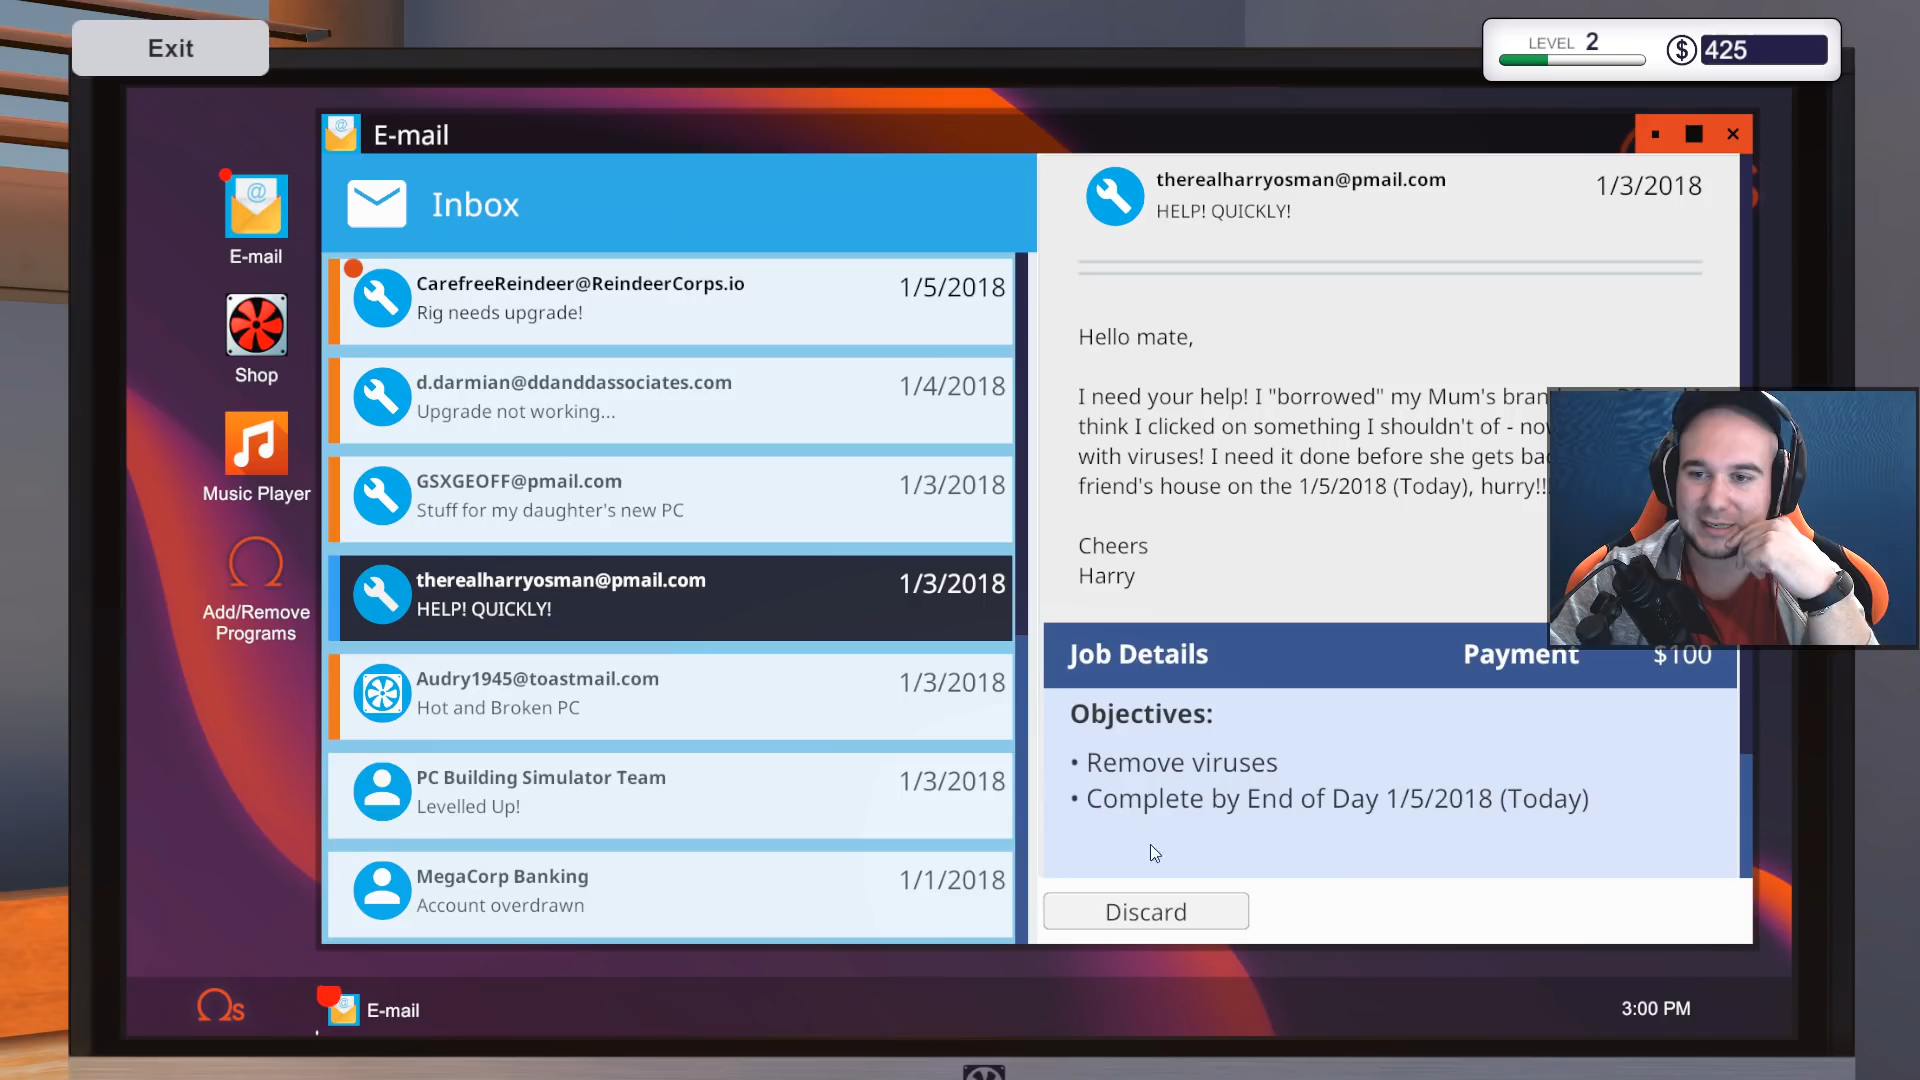 Exit
LEVEL 2
$ 425
E-mail
E-mail
Shop
Music Player
Add/Remove
Programs
Inbox
CarefreeReindeer@ReindeerCorps.io
1/5/2018
Rig needs upgrade!
d.darmian@ddanddassociates.com
1/4/2018
Upgrade not working...
GSXGEOFF@pmail.com
1/3/2018
Stuff for my daughter's new PC
therealharryosman@pmail.com
1/3/2018
HELP! QUICKLY!
Audry1945@toastmail.com
1/3/2018
Hot and Broken PC
PC Building Simulator Team
1/3/2018
Levelled Up!
MegaCorp Banking
1/1/2018
Account overdrawn
therealharryosman@pmail.com
1/3/2018
HELP! QUICKLY!
Hello mate,
I need your help! I "borrowed" my Mum's
think I clicked on something I shouldn't of -
with viruses! I need it done before she gets
friend's house on the 1/5/2018 (Today), hurry!!
Cheers
Harry
Job Details
Payment $100
Objectives:
• Remove viruses
• Complete by End of Day 1/5/2018 (Today)
Discard
Ωs
E-mail
3:00 PM